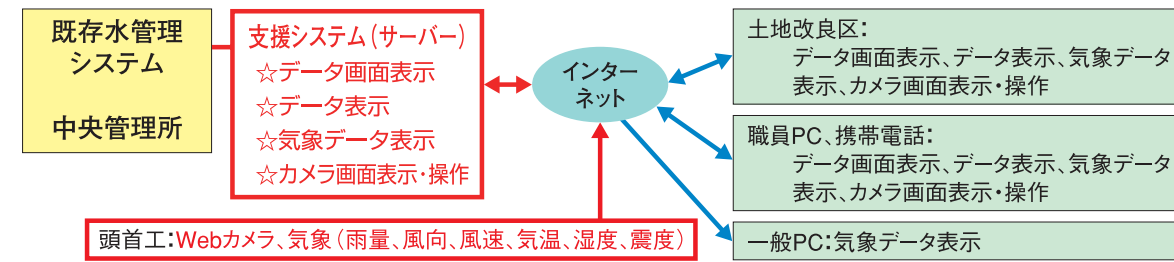 既存水管理
システム
中央管理所
支援システム(サーバー)
☆データ画面表示
☆データ表示
☆気象データ表示
☆カメラ画面表示・操作
インター
ネット
頭首工:Webカメラ、気象(雨量、風向、風速、気温、湿度、震度)
土地改良区:
データ画面表示、データ表示、気象データ
表示、カメラ画面表示・操作
職員PC、携帯電話:
データ画面表示、データ表示、気象データ
表示、カメラ画面表示・操作
一般PC:気象データ表示